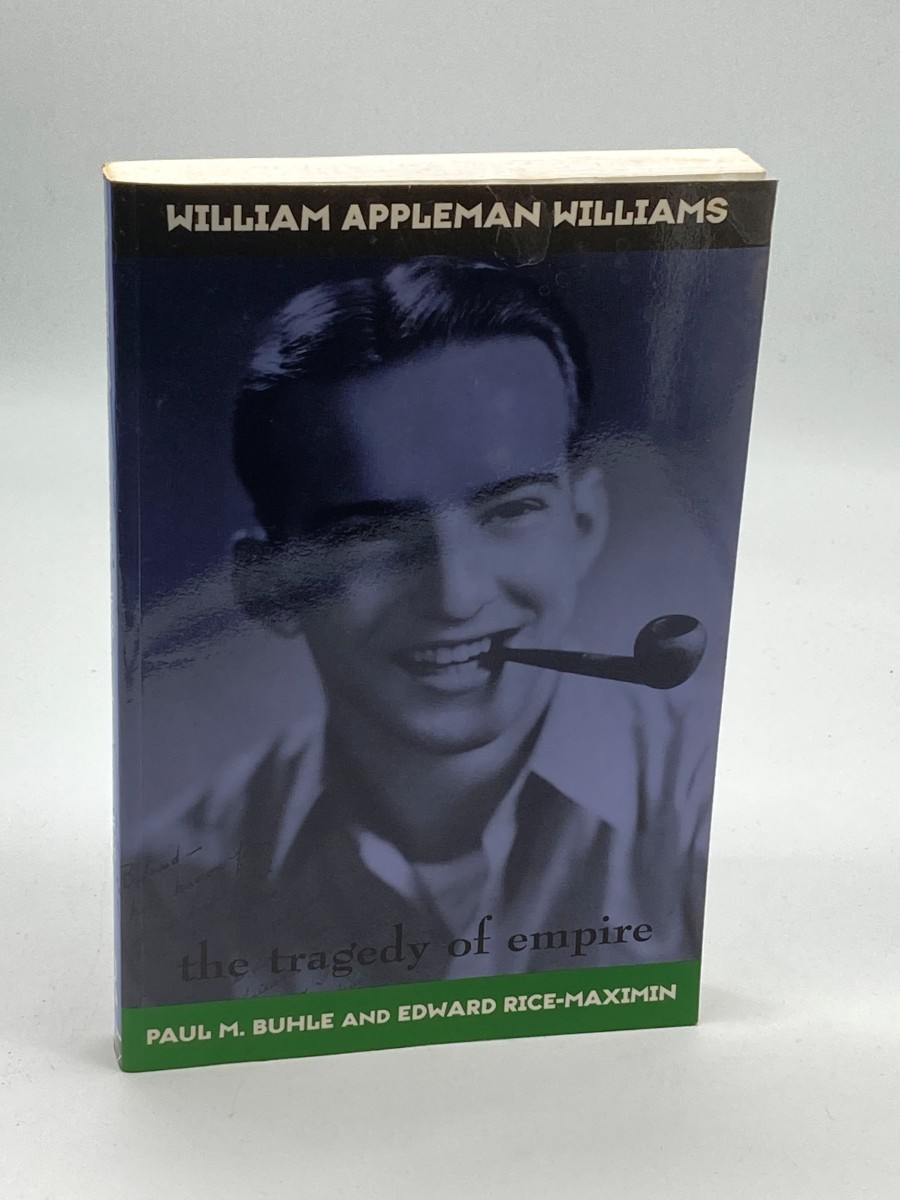 WILLIAM APPLEMAN WILLIAMS
the tragedy of empire
PAUL M. BUHLE AND EDWARD RICE-MAXIMIN